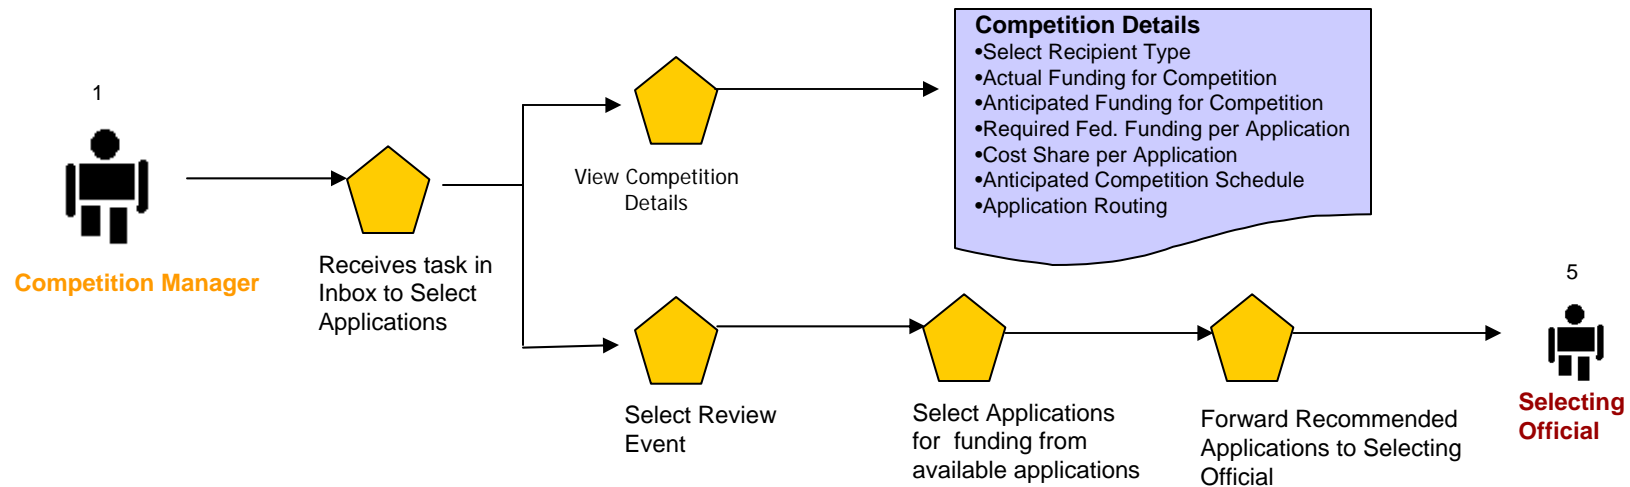 1
Competition Manager
Receives task in
Inbox to Select
Applications
View Competition
Details
Competition Details
•Select Recipient Type
•Actual Funding for Competition
•Anticipated Funding for Competition
•Required Fed. Funding per Application
•Cost Share per Application
•Anticipated Competition Schedule
•Application Routing
Select Review
Event
Select Applications
for  funding from
available applications
Forward Recommended
Applications to Selecting
Official
5
Selecting
Official